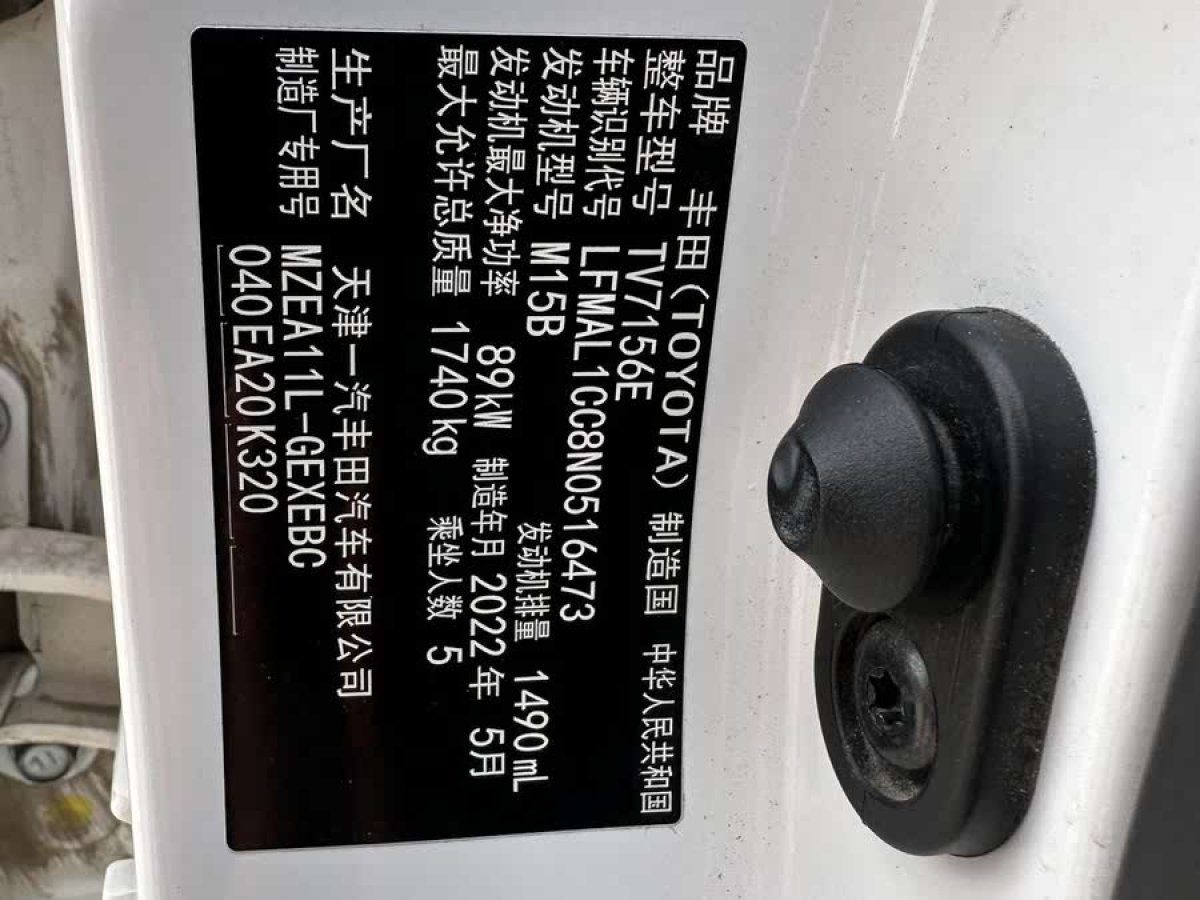 品牌 丰田(TOYOTA) 制造国 中华人民共和国
整车型号 TV7156E
车辆识别代号 LFMAL1CC8N0516473
发动机型号 M15B 发动机排量 1490mL
发动机最大净功率 89kW 制造年月 2022年 5月
最大允许总质量 1740kg 乘坐人数 5
生产厂名 天津一汽丰田汽车有限公司
制造厂专用号 MZEA11L-GEXEBC
040EA20K320